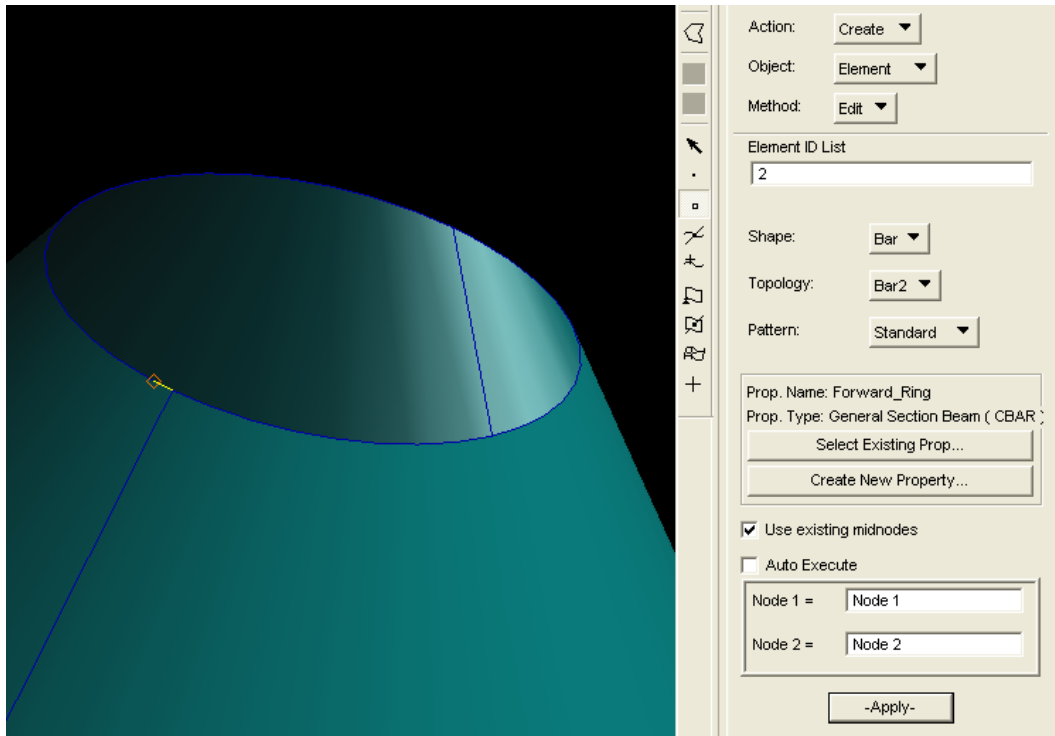 Action: Create
Object: Element
Method: Edit
Element ID List
2
Shape: Bar
Topology: Bar2
Pattern: Standard
Prop. Name: Forward_Ring
Prop. Type: General Section Beam ( CBAR )
Select Existing Prop...
Create New Property...
Use existing midnodes
Auto Execute
Node 1 = Node 1
Node 2 = Node 2
-Apply-